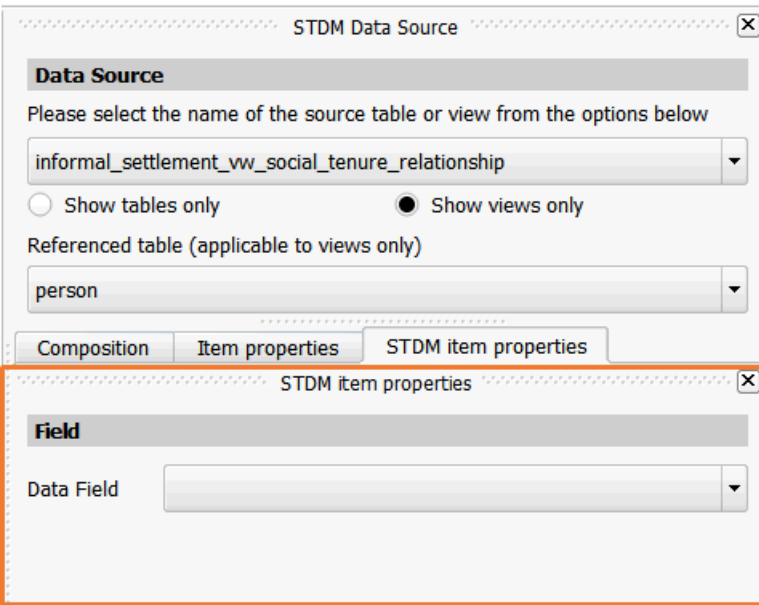 STDM Data Source
Data Source
Please select the name of the source table or view from the options below
informal_settlement_vw_social_tenure_relationship
Show tables only Show views only
Referenced table (applicable to views only)
person
Composition Item properties STDM item properties
STDM item properties
Field
Data Field